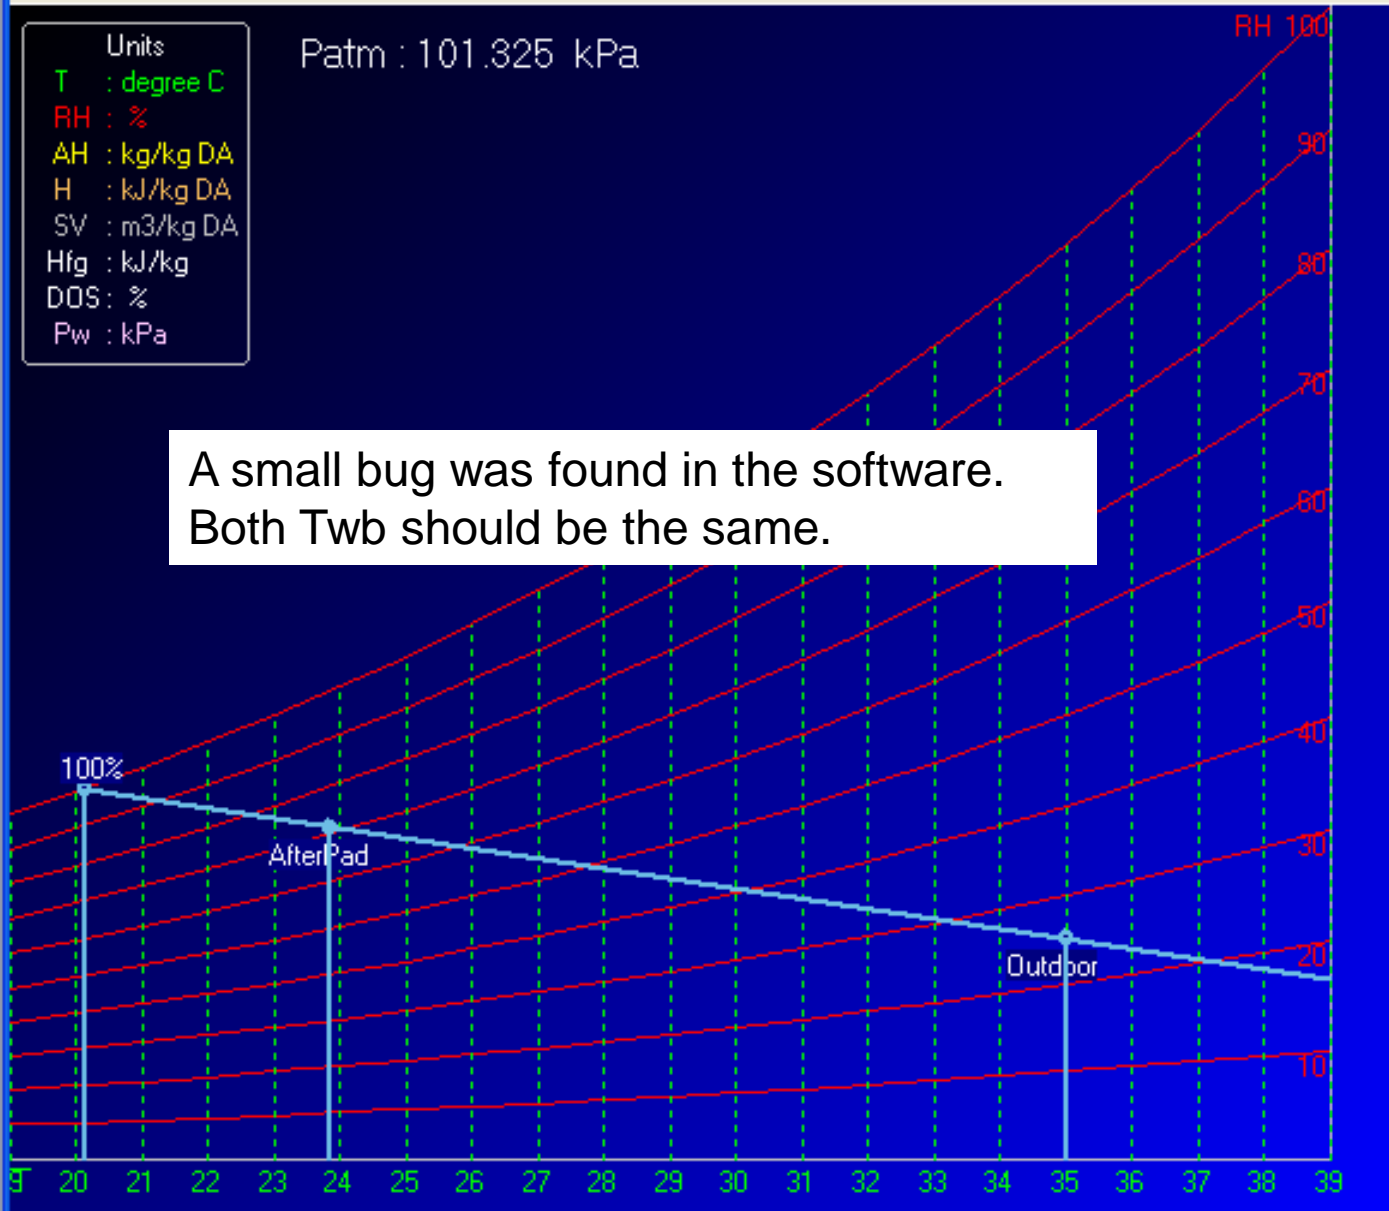 Units
T : degree C
RH : %
AH : kg/kg DA
H : kJ/kg DA
SV : m3/kg DA
Hfg : kJ/kg
DOS : %
Pw : kPa
Patm : 101.325 kPa
RH 100
90
80
70
A small bug was found in the software.
Both Twb should be the same.
60
50
40
100%
AfterPad
30
Outdoor
20
10
T
20 21 22 23 24 25 26 27 28 29 30 31 32 33 34 35 36 37 38 39